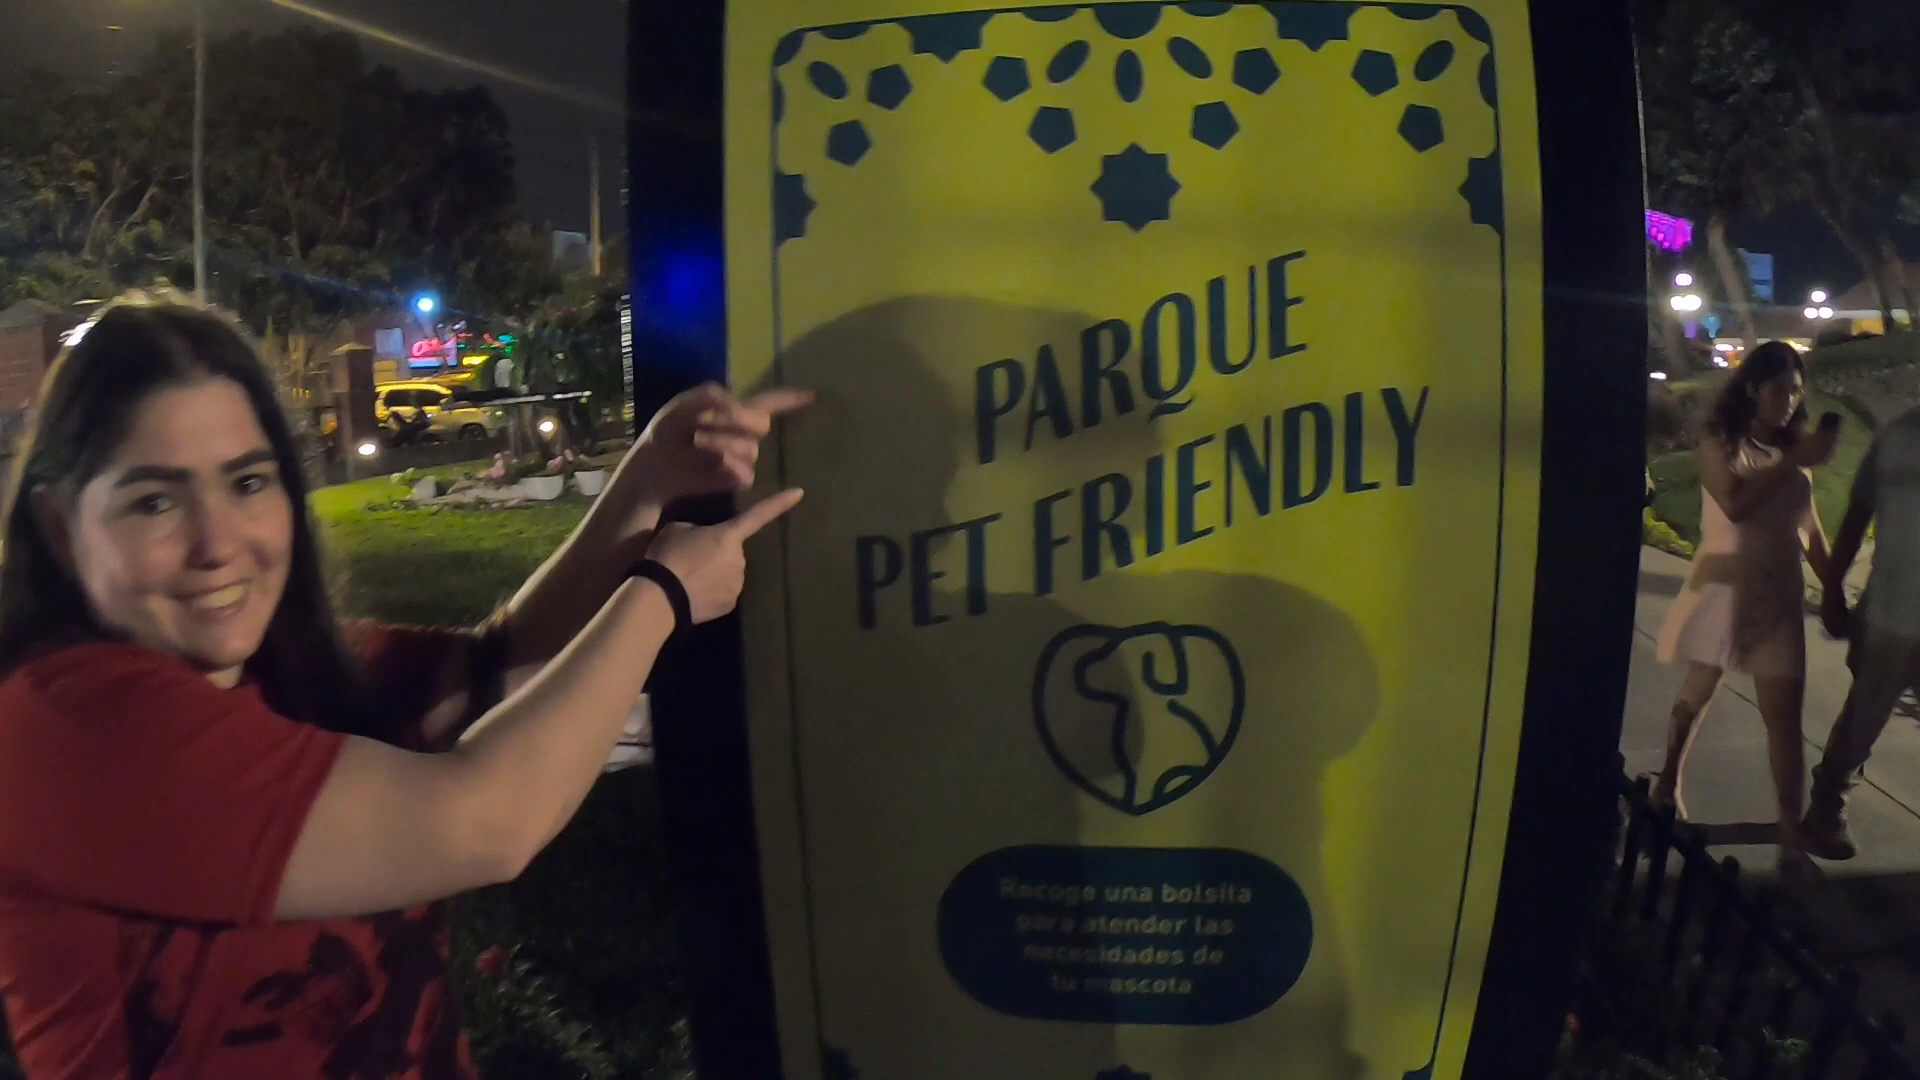 PARQUE
PET FRIENDLY
Recoge una bolsita
para atender las
necesidades de
tu mascota